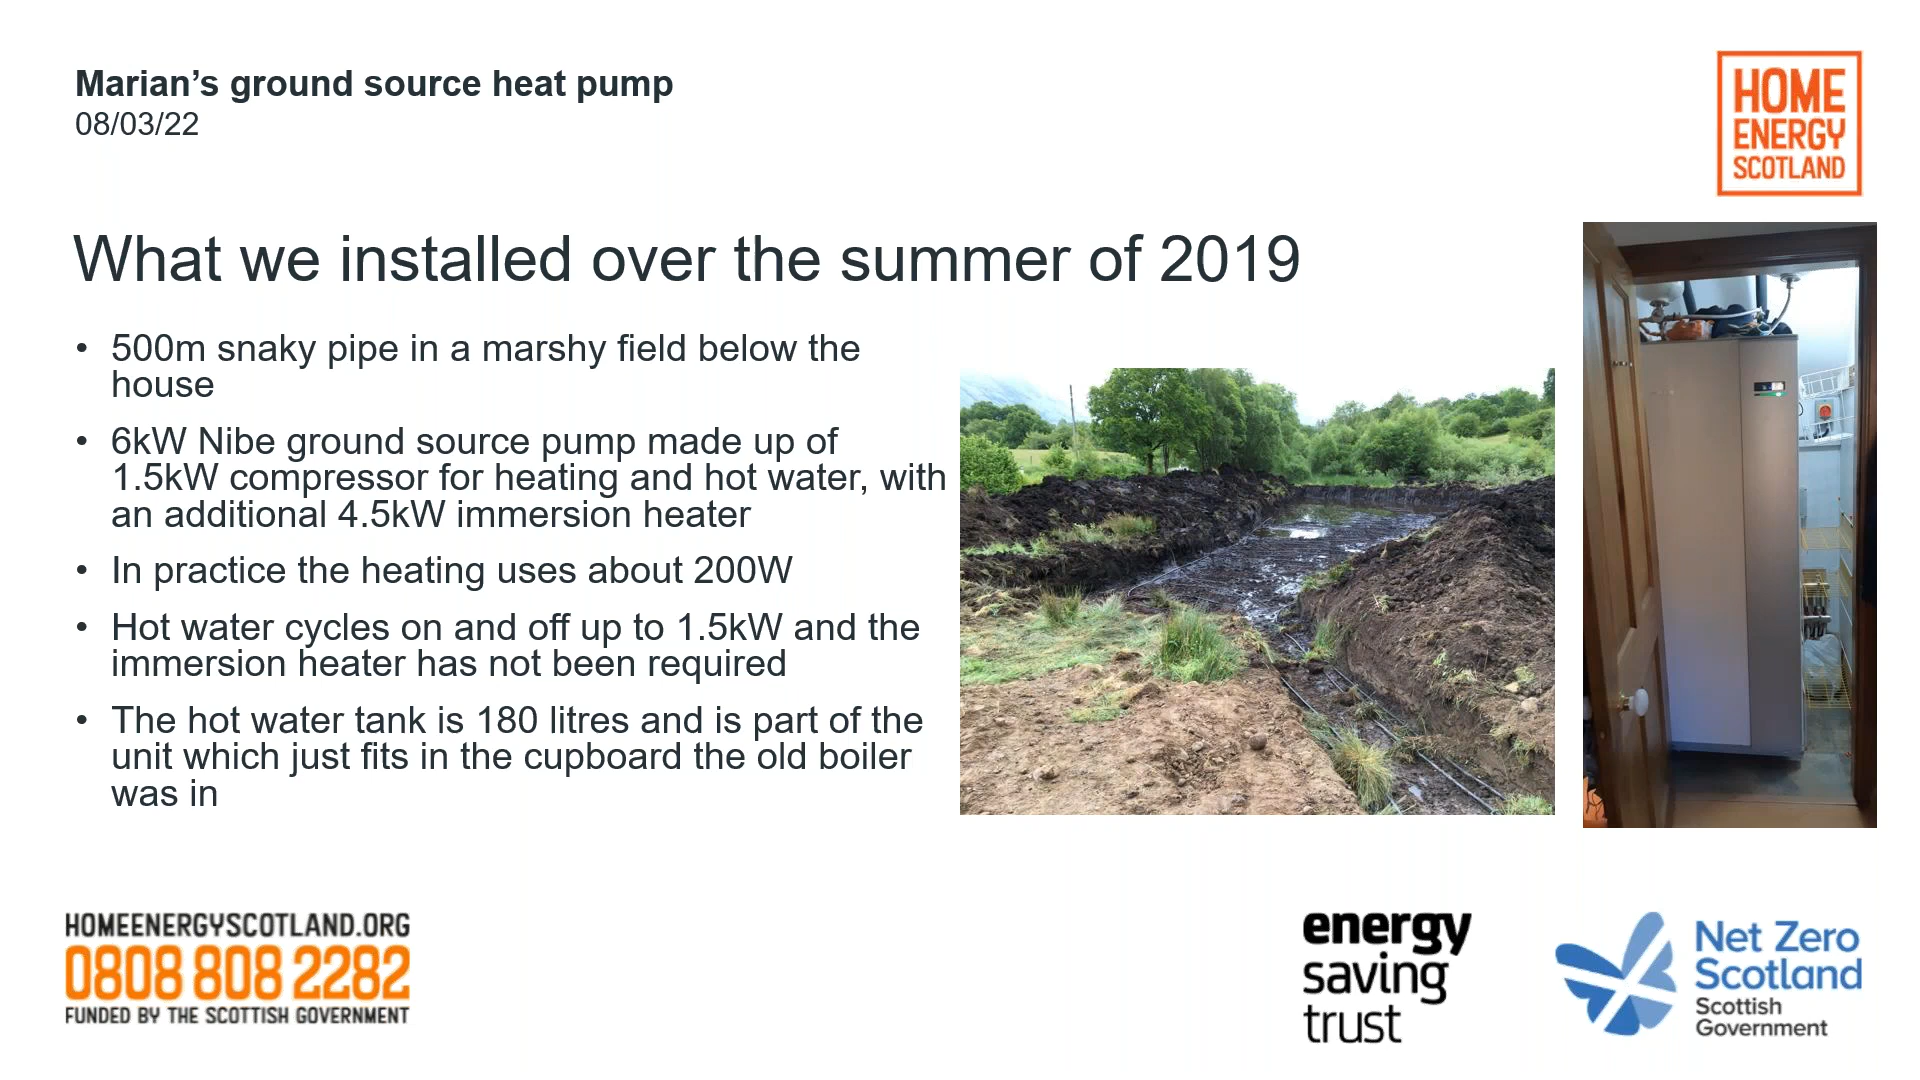 Marian’s ground source heat pump
08/03/22
HOME
ENERGY
SCOTLAND
What we installed over the summer of 2019
• 500m snaky pipe in a marshy field below the
house
• 6kW Nibe ground source pump made up of
1.5kW compressor for heating and hot water, with
an additional 4.5kW immersion heater
• In practice the heating uses about 200W
• Hot water cycles on and off up to 1.5kW and the
immersion heater has not been required
• The hot water tank is 180 litres and is part of the
unit which just fits in the cupboard the old boiler
was in
HOMEENERGYSCOTLAND.ORG
0808 808 2282
FUNDED BY THE SCOTTISH GOVERNMENT
energy
saving
trust
Net Zero
Scotland
Scottish
Government